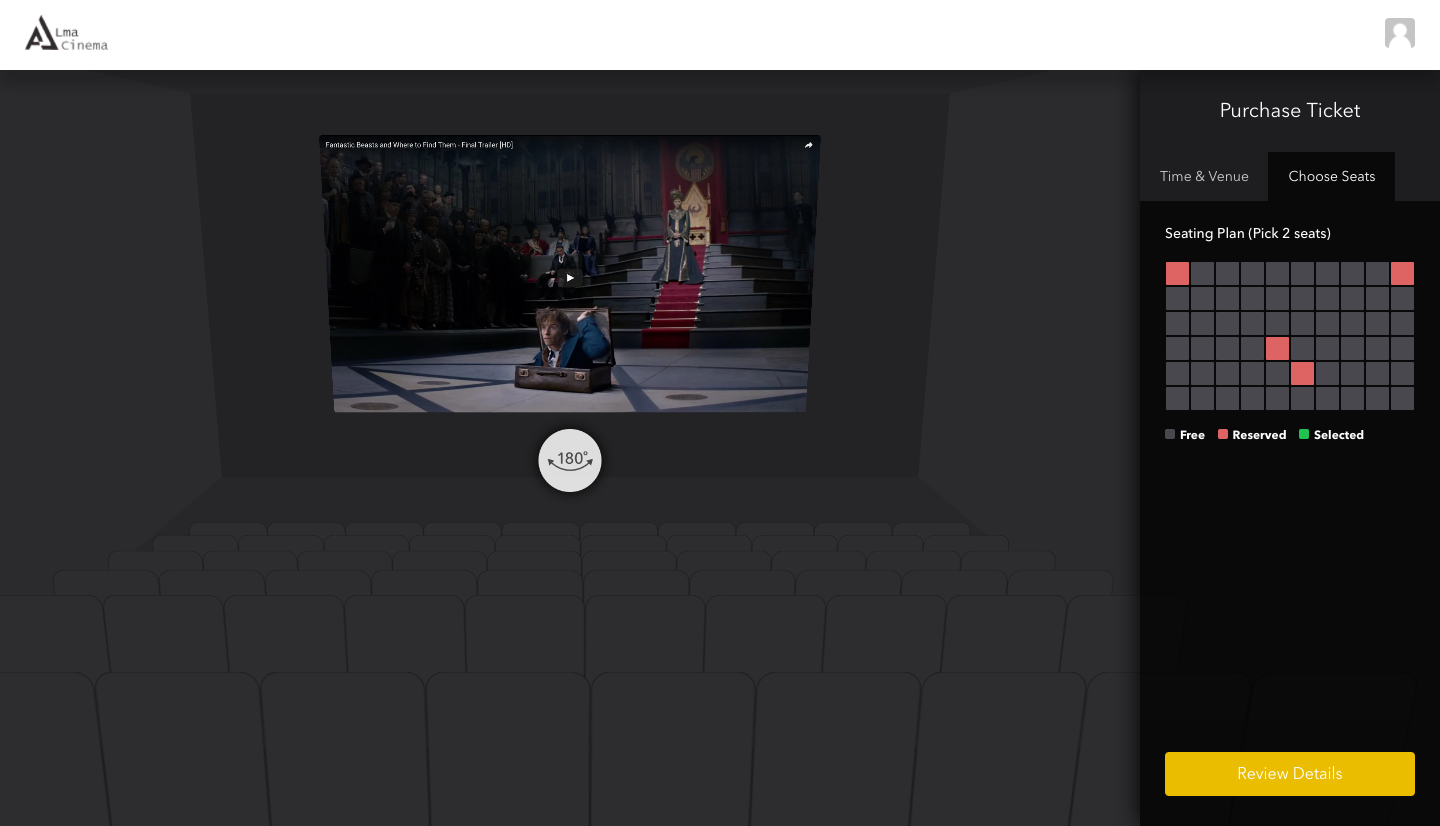 Lma
Cinema
Fantastic Beasts and Where to Find Them - Final Trailer [HD]
180°
Purchase Ticket
Time & Venue
Choose Seats
Seating Plan (Pick 2 seats)
Free
Reserved
Selected
Review Details